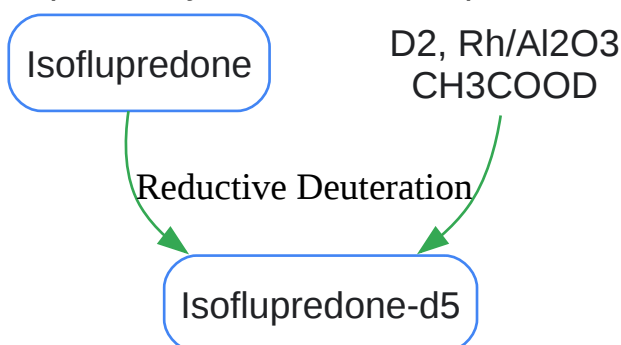 Isoflupredone
D2, Rh/Al2O3
CH3COOD
Reductive Deuteration
Isoflupredone-d5